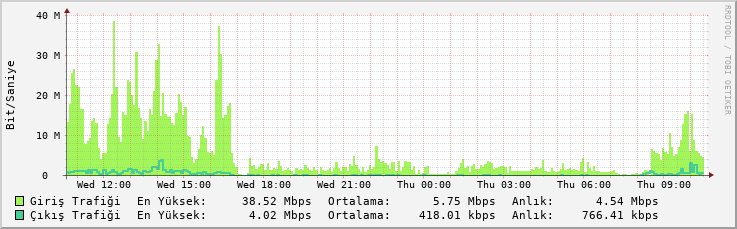 40 M
30 M
20 M
10 M
0
Bit/Saniye
RRDTOOL / TOBI OETIKER
Wed 12:00 Wed 15:00 Wed 18:00 Wed 21:00 Thu 00:00 Thu 03:00 Thu 06:00 Thu 09:00
Giriş Trafiği En Yüksek: 38.52 Mbps Ortalama: 5.75 Mbps Anlık: 4.54 Mbps
Çıkış Trafiği En Yüksek: 4.02 Mbps Ortalama: 418.01 kbps Anlık: 766.41 kbps